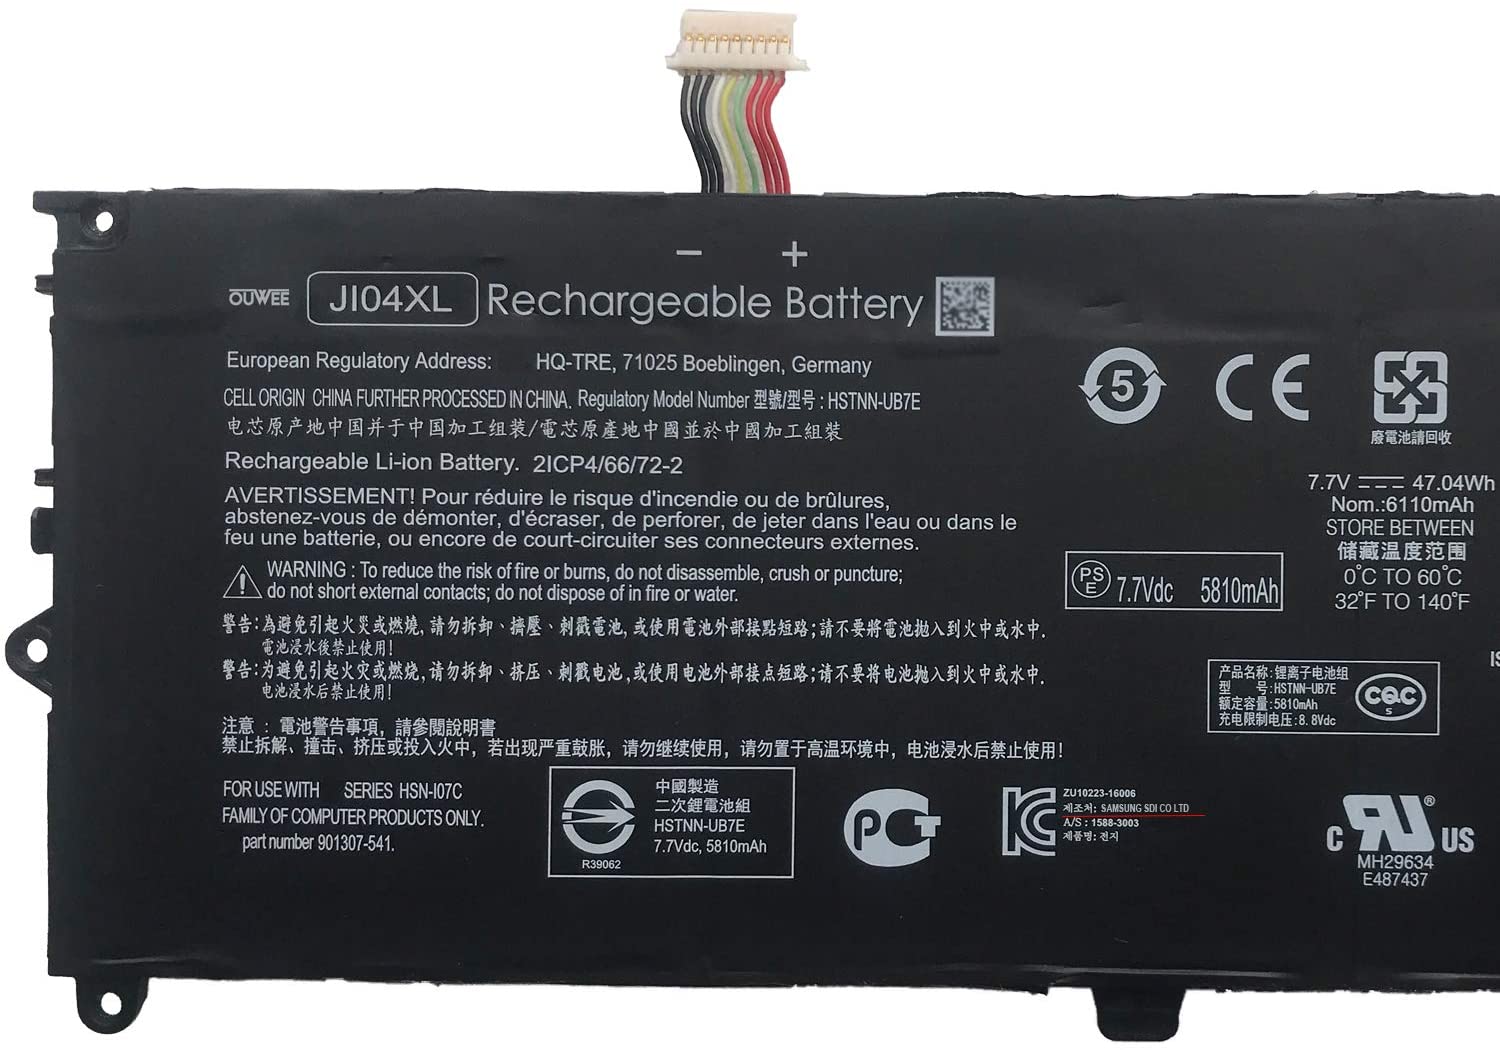 − +
OUWEE JI04XL Rechargeable Battery
European Regulatory Address: HQ-TRE, 71025 Boeblingen, Germany
CELL ORIGIN CHINA FURTHER PROCESSED IN CHINA. Regulatory Model Number 型號/型号 : HSTNN-UB7E
电芯原产地中国并于中国加工组装/電芯原產地中國並於中國加工組裝
Rechargeable Li-ion Battery. 2ICP4/66/72-2
AVERTISSEMENT! Pour réduire le risque d'incendie ou de brûlures,
abstenez-vous de démonter, d'écraser, de perforer, de jeter dans l'eau ou dans le
feu une batterie, ou encore de court-circuiter ses connecteurs externes.
WARNING : To reduce the risk of fire or burns, do not disassemble, crush or puncture;
do not short external contacts; do not dispose of in fire or water.
警告:為避免引起火災或燃燒,請勿拆卸、擠壓、刺戳電池,或使用電池外部接點短路;請不要將電池拋入到火中或水中.
電池浸水後禁止使用!
警告:为避免引起火灾或燃烧,请勿拆卸、挤压、刺戳电池,或使用电池外部接点短路;请不要将电池抛入到火中或水中.
电池浸水后禁止使用!
注意 : 電池警告事項, 請參閱說明書
禁止拆解、撞击、挤压或投入火中, 若出现严重鼓胀, 请勿继续使用, 请勿置于高温环境中, 电池浸水后禁止使用!
FOR USE WITH SERIES HSN-I07C
FAMILY OF COMPUTER PRODUCTS ONLY.
part number 901307-541.
R39062
中國製造
二次鋰電池組
HSTNN-UB7E
7.7Vdc, 5810mAh
PCT
KC
ZU10223-16006
제조처: SAMSUNG SDI CO LTD
A/S : 1588-3003
제품명: 전지
5
CE
廢電池請回收
7.7V 47.04Wh
Nom.:6110mAh
STORE BETWEEN
储藏温度范围
0°C TO 60°C
32°F TO 140°F
PSE 7.7Vdc 5810mAh
产品名称: 锂离子电池组
型 号:HSTNN-UB7E
额定容量:5810mAh
充电限制电压:8.8Vdc
CQC
S
IS
c RU ® US
MH29634
E487437